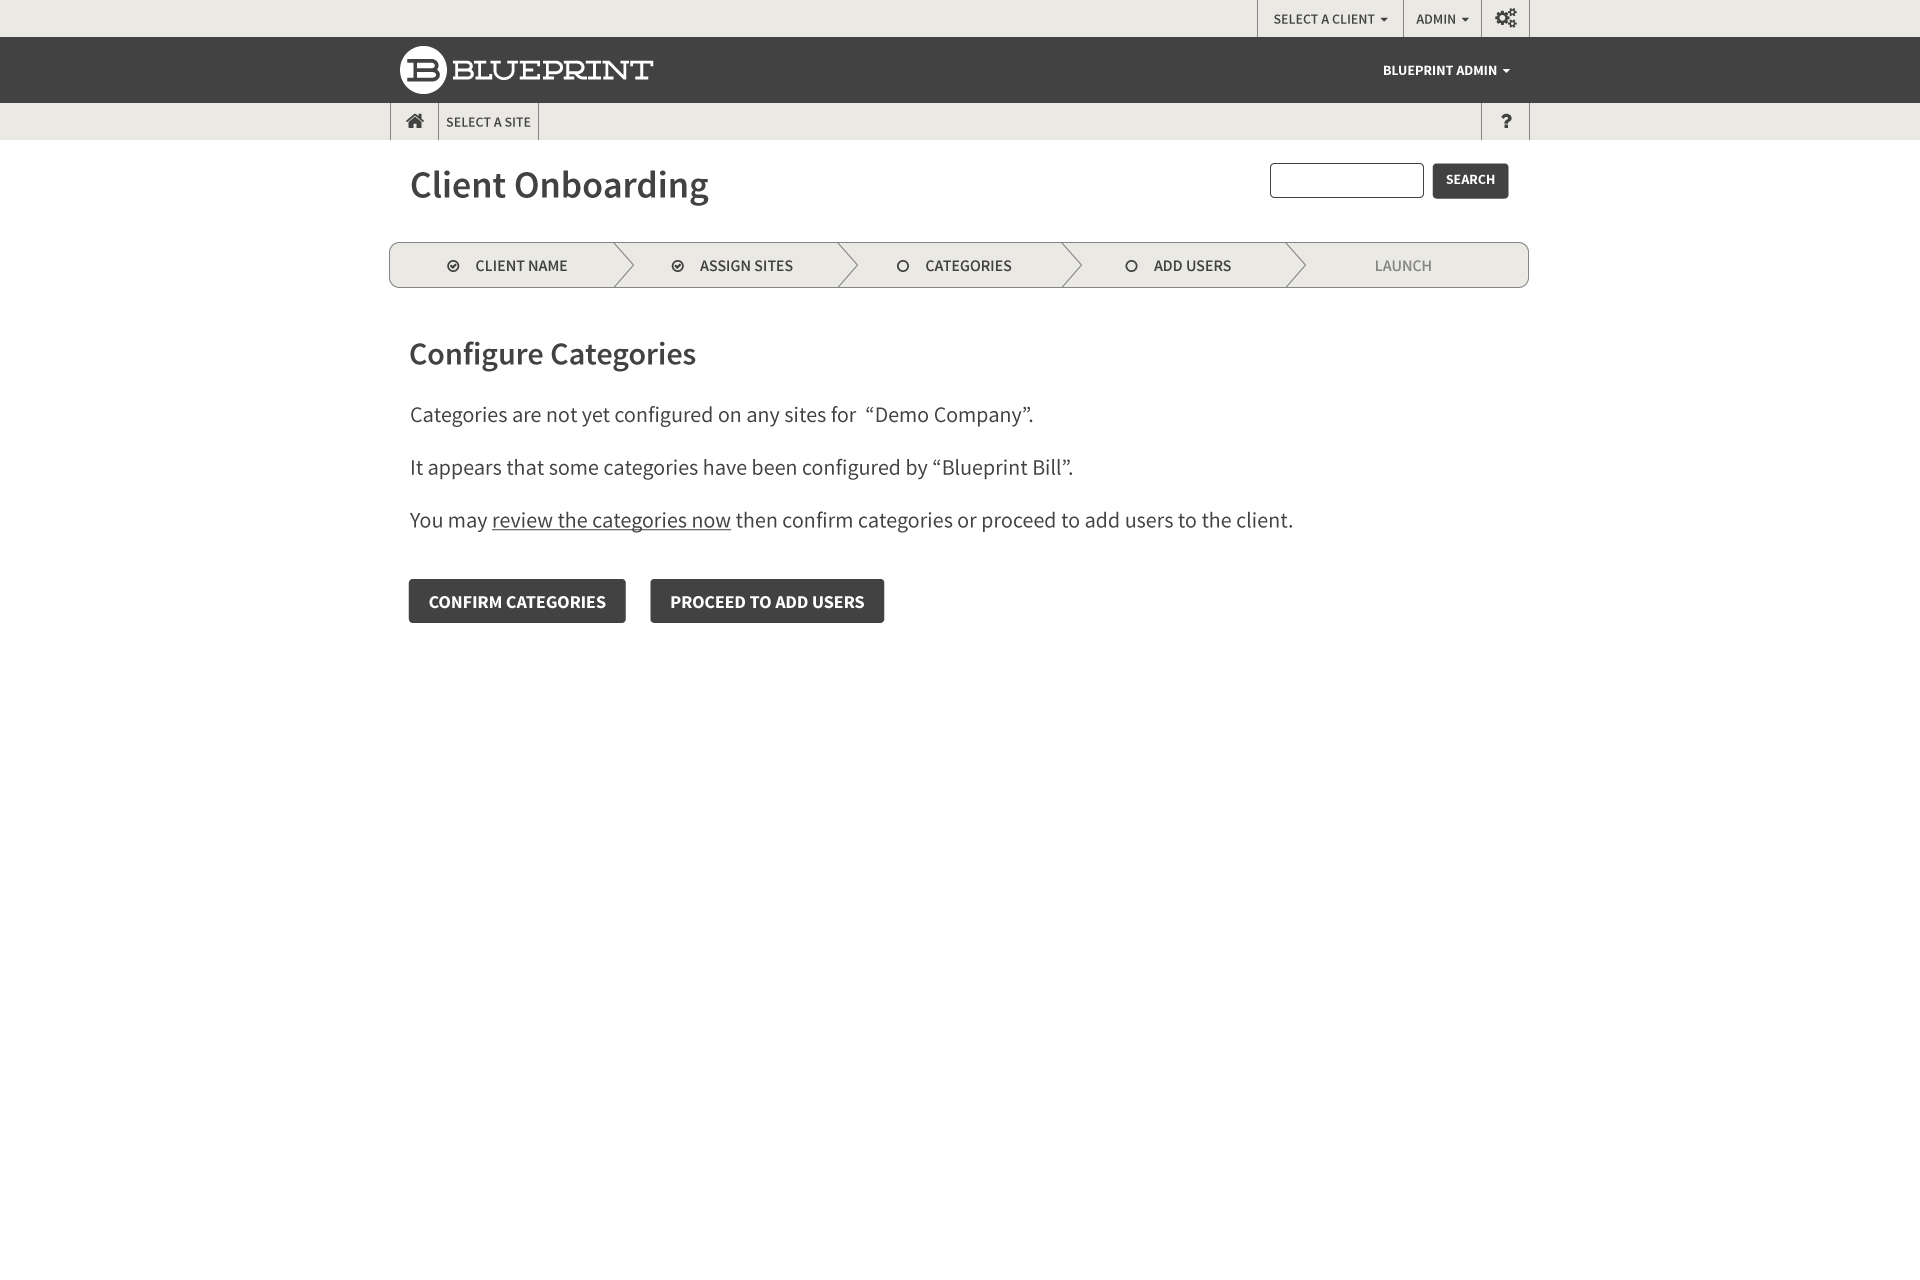 SELECT A CLIENT ADMIN
B BLUEPRINT BLUEPRINT ADMIN
SELECT A SITE ?
Client Onboarding SEARCH
CLIENT NAME ASSIGN SITES CATEGORIES ADD USERS LAUNCH
Configure Categories
Categories are not yet configured on any sites for “Demo Company”.
It appears that some categories have been configured by “Blueprint Bill”.
You may review the categories now then confirm categories or proceed to add users to the client.
CONFIRM CATEGORIES PROCEED TO ADD USERS